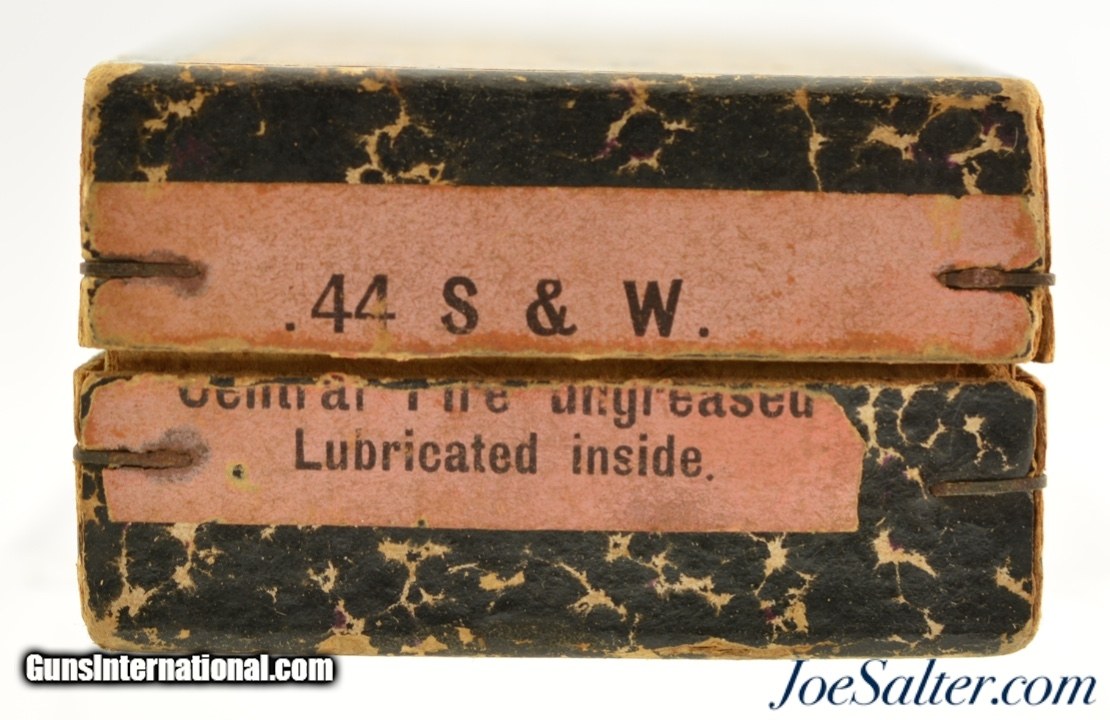 .44 S & W.
Central Fire ungreased
Lubricated inside.
GunsInternational.com
JoeSalter.com